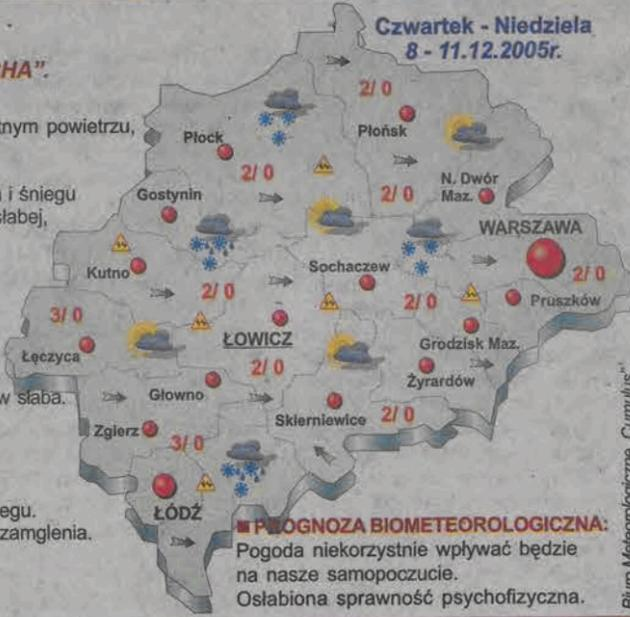 Czwartek - Niedziela
8 - 11.12.2005r.
HA".
tnym powietrzu,
i śniegu
słabej,
w słaba.
egu.
zamglenia.
2/ 0
Płock
Płońsk
2/ 0
2/ 0
N. Dwór
Maz.
Gostynin
WARSZAWA
Kutno
Sochaczew
2/ 0
2/ 0
2/ 0
Pruszków
3/ 0
ŁOWICZ
Grodzisk Maz.
Łęczyca
2/ 0
Żyrardów
Głowno
Skierniewice
2/ 0
Zgierz
3/ 0
ŁÓDŹ
PROGNOZA BIOMETEOROLOGICZNA:
Pogoda niekorzystnie wpływać będzie
na nasze samopoczucie.
Osłabiona sprawność psychofizyczna.
Biuro Meteorologiczne „Cumulus"